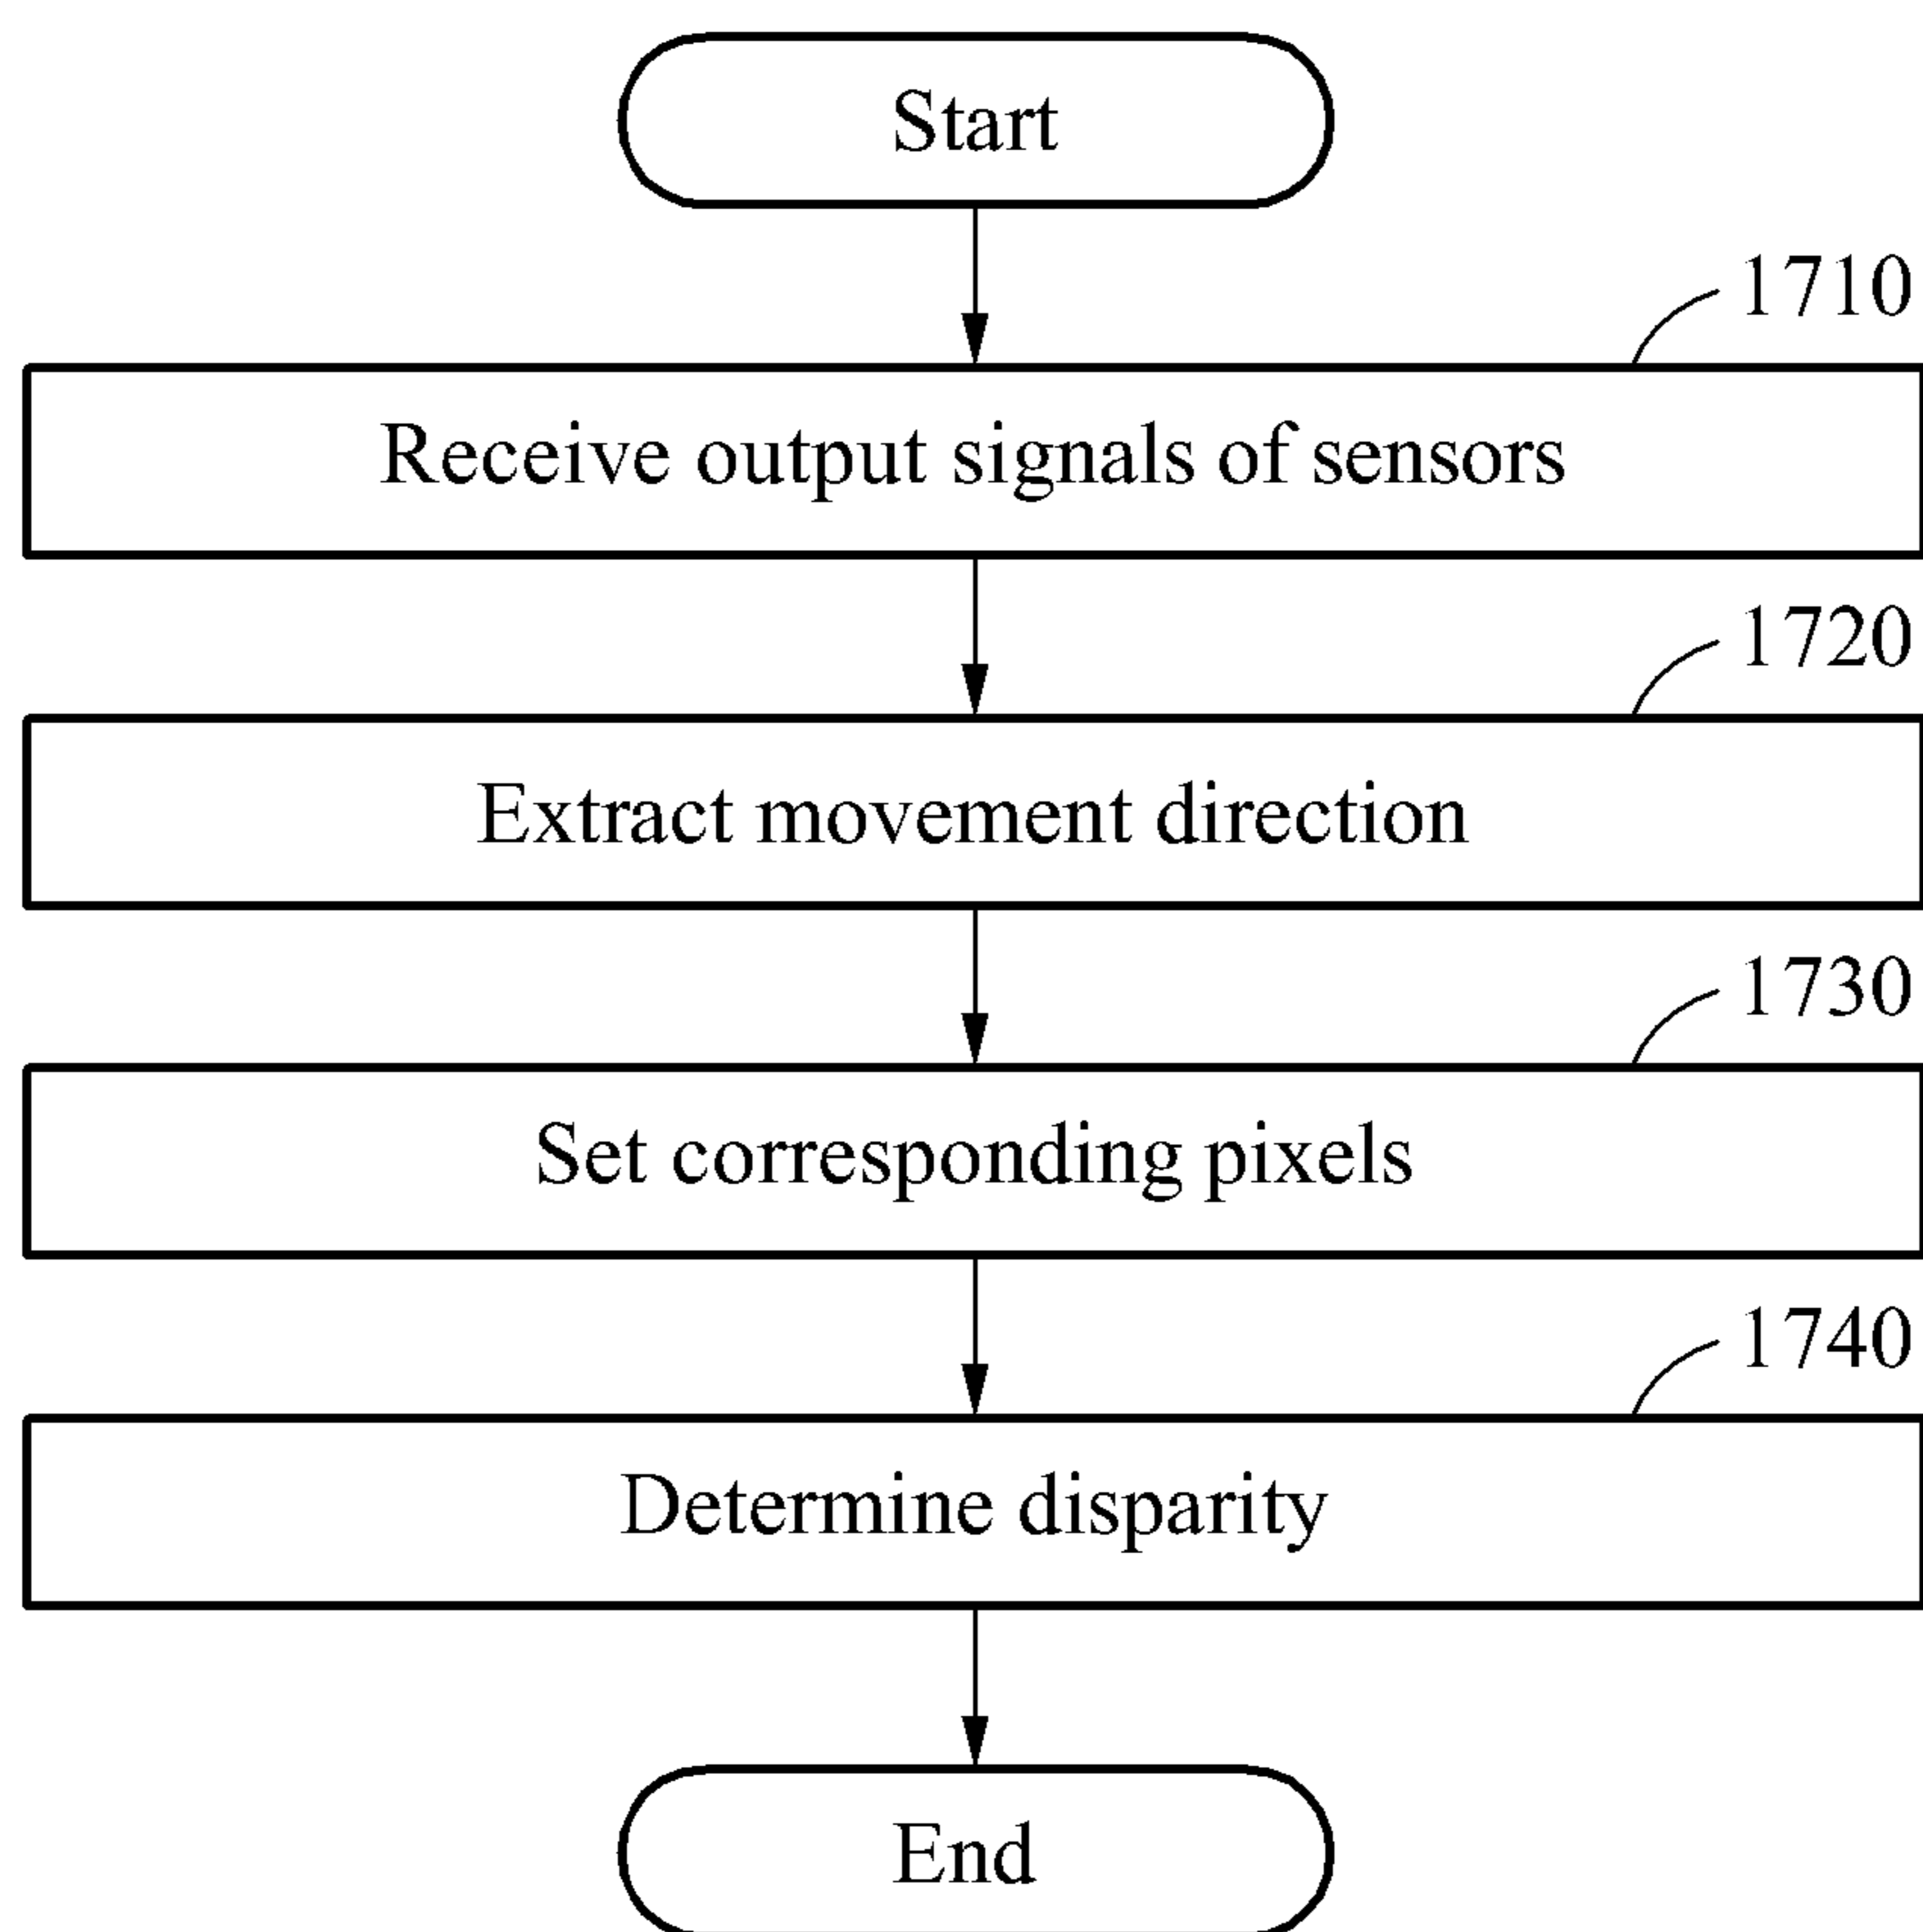 Start
1710
Receive output signals of sensors
1720
Extract movement direction
1730
Set corresponding pixels
1740
Determine disparity
End